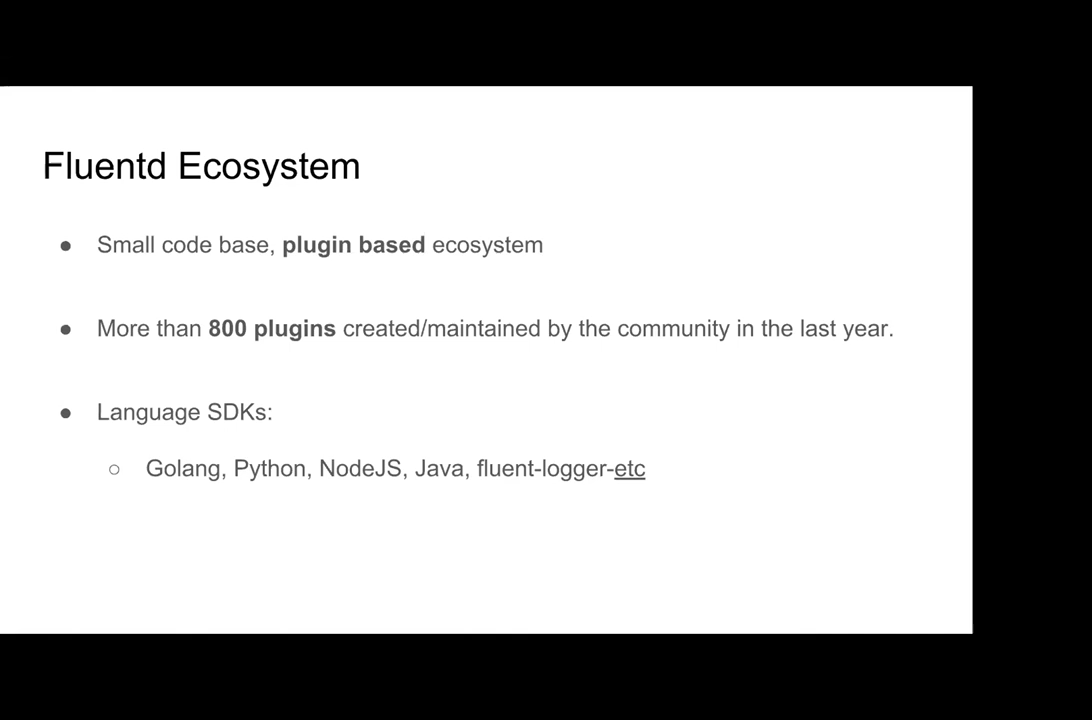 Fluentd Ecosystem
● Small code base, plugin based ecosystem
● More than 800 plugins created/maintained by the community in the last year.
● Language SDKs:
○ Golang, Python, NodeJS, Java, fluent-logger-etc